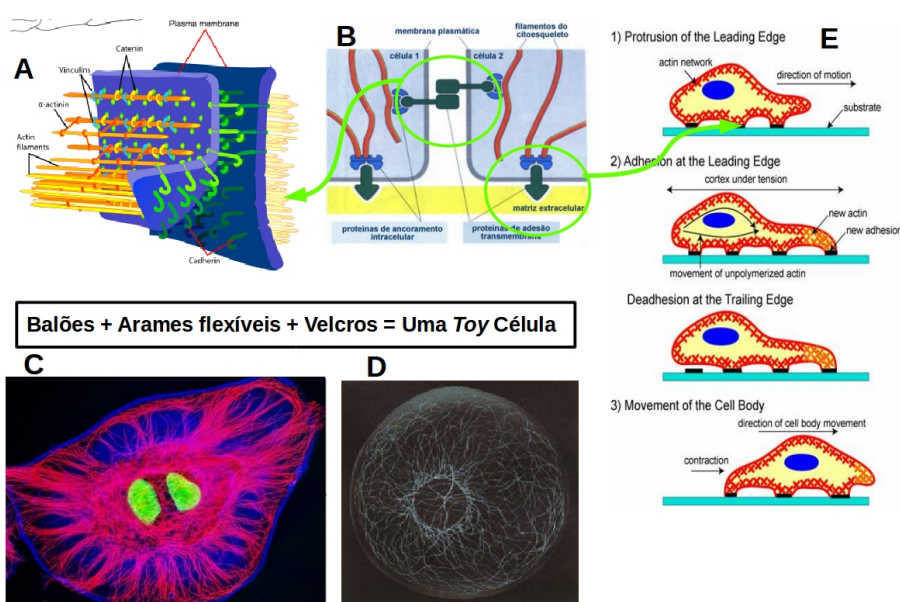 A
Plasma membrane
Catenin
Vinculins
α-actinin
Actin
filaments
Cadherin
B
membrana plasmática
filamentos do
citoesqueleto
célula 1
célula 2
matriz extracelular
proteínas de ancoramento
intracelular
proteínas de adesão
transmembrana
E
1) Protrusion of the Leading Edge
actin network
direction of motion
substrate
2) Adhesion at the Leading Edge
cortex under tension
new actin
new adhesion
movement of unpolymerized actin
Deadhesion at the Trailing Edge
3) Movement of the Cell Body
direction of cell body movement
contraction
Balões + Arames flexíveis + Velcros = Uma Toy Célula
C
D